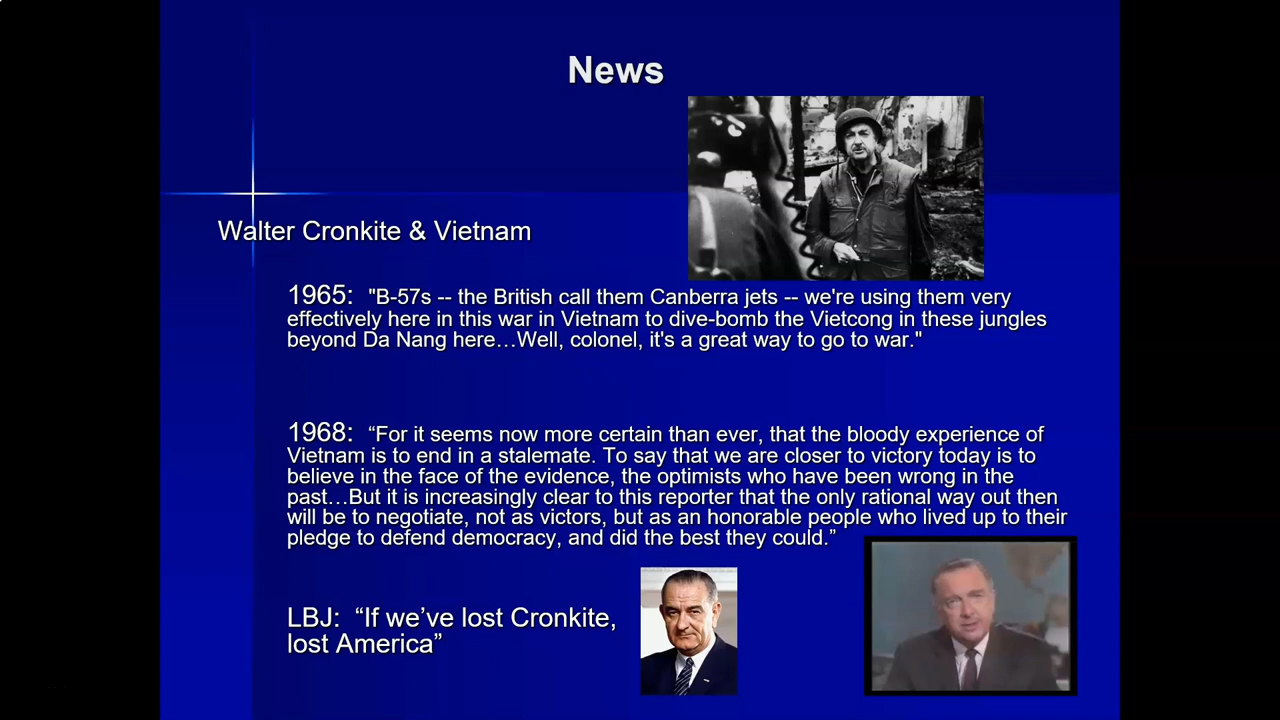 News
Walter Cronkite & Vietnam
1965: "B-57s -- the British call them Canberra jets -- we're using them very
effectively here in this war in Vietnam to dive-bomb the Vietcong in these jungles
beyond Da Nang here…Well, colonel, it's a great way to go to war."
1968: “For it seems now more certain than ever, that the bloody experience of
Vietnam is to end in a stalemate. To say that we are closer to victory today is to
believe in the face of the evidence, the optimists who have been wrong in the
past…But it is increasingly clear to this reporter that the only rational way out then
will be to negotiate, not as victors, but as an honorable people who lived up to their
pledge to defend democracy, and did the best they could.”
LBJ: “If we’ve lost Cronkite,
lost America”